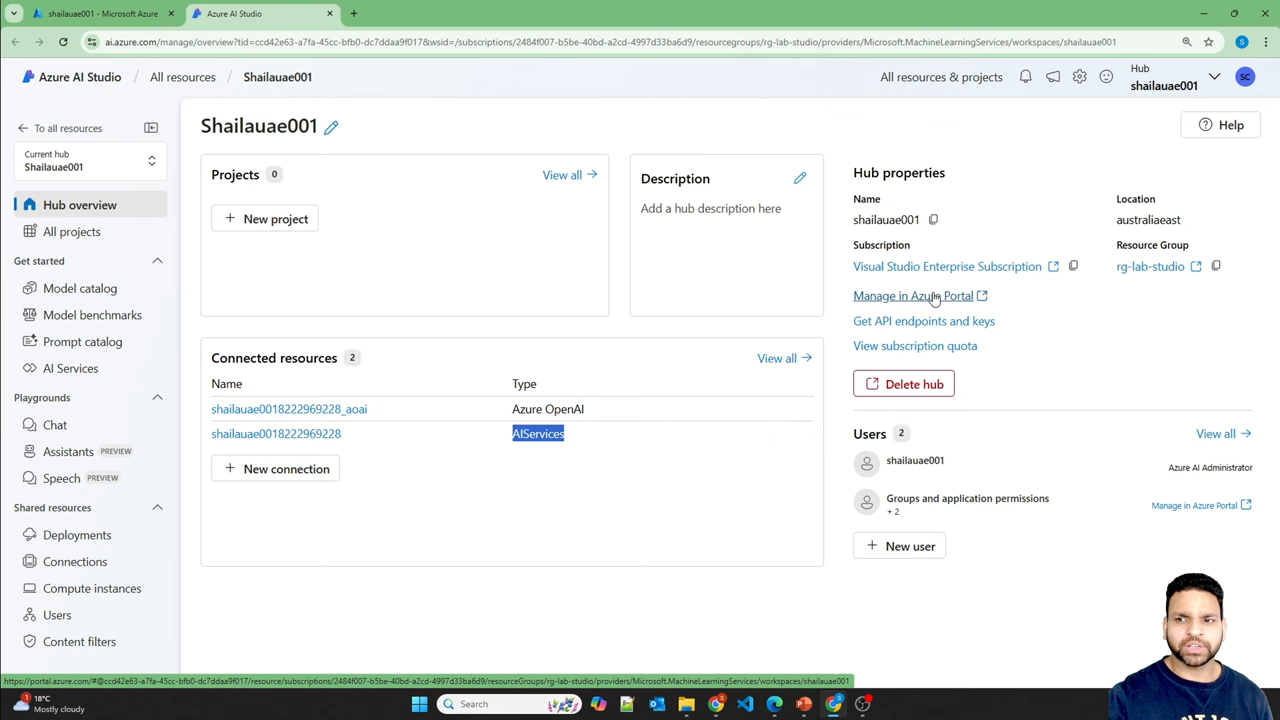 shailauae001 - Microsoft Azure
Azure AI Studio
ai.azure.com/manage/overview?tid=ccd42e63-a7fa-45cc-bfb0-dc7ddaa9f017&wsid=/subscriptions/2484f007-b5be-40bd-a2cd-4997d33ba6d9/resourcegroups/rg-lab-studio/providers/Microsoft.MachineLearningServices/workspaces/shailauae001
S
Azure AI Studio / All resources / Shailauae001
All resources & projects
Hub
shailauae001
SC
To all resources
Current hub
Shailauae001
Hub overview
All projects
Get started
Model catalog
Model benchmarks
Prompt catalog
AI Services
Playgrounds
Chat
Assistants PREVIEW
Speech PREVIEW
Shared resources
Deployments
Connections
Compute instances
Users
Content filters
Shailauae001
Help
Projects 0
View all
New project
Description
Add a hub description here
Connected resources 2
View all
Name Type
shailauae0018222969228_aoai Azure OpenAI
shailauae0018222969228 AIServices
New connection
Hub properties
Name
shailauae001
Location
australiaeast
Subscription
Visual Studio Enterprise Subscription
Resource Group
rg-lab-studio
Manage in Azure Portal
Get API endpoints and keys
View subscription quota
Delete hub
Users 2
View all
shailauae001
Azure AI Administrator
Groups and application permissions
+ 2
Manage in Azure Portal
New user
https://portal.azure.com/#@ccd42e63-a7fa-45cc-bfb0-dc7ddaa9f017/resource/subscriptions/2484f007-b5be-40bd-a2cd-4997d33ba6d9/resourceGroups/rg-lab-studio/providers/Microsoft.MachineLearningServices/workspaces/shailauae001
1
18°C
Mostly cloudy
Search